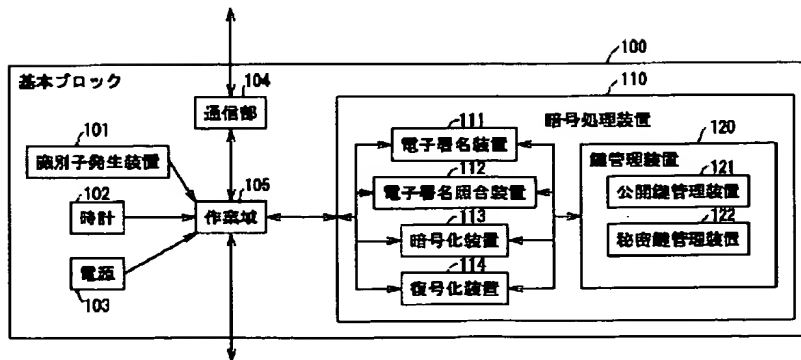 100
基本ブロック
104
通信部
110
暗号処理装置
101
識別子発生装置
102
時計
105
作業域
電源
103
111
電子署名装置
112
電子署名照合装置
113
暗号化装置
114
復号化装置
120
鍵管理装置
121
公開鍵管理装置
122
秘密鍵管理装置